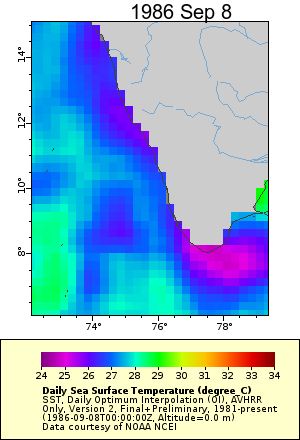 1986 Sep 8
14°
12°
10°
8°
74°
76°
78°
24 25 26 27 28 29 30 31 32 33 34
Daily Sea Surface Temperature (degree_C)
SST, Daily Optimum Interpolation (OI), AVHRR
Only, Version 2, Final+Preliminary, 1981-present
(1986-09-08T00:00:00Z, Altitude=0.0 m)
Data courtesy of NOAA NCEI